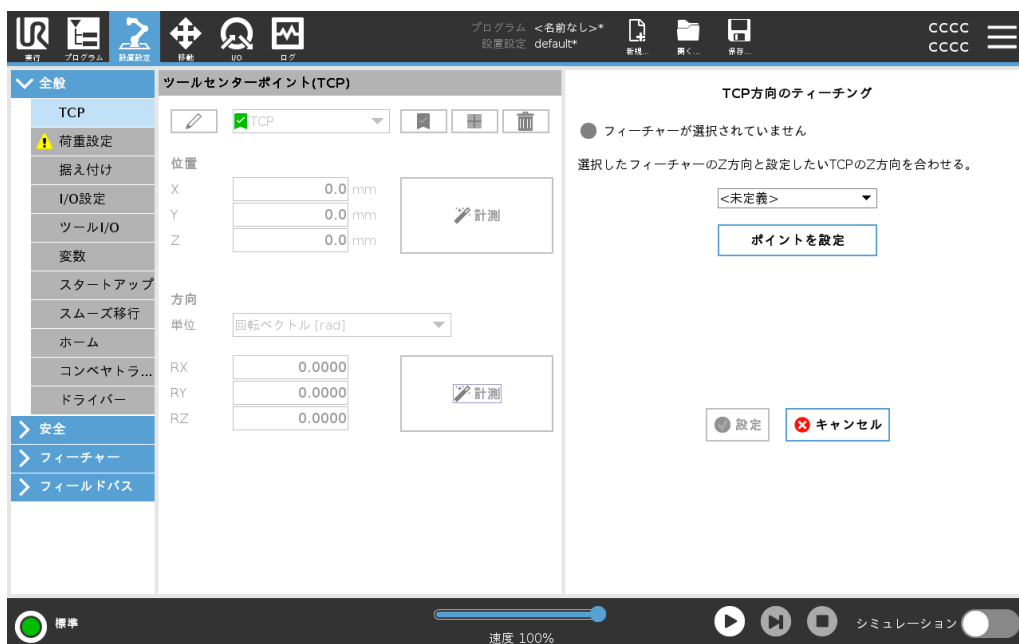 プログラム <名前なし>*
設置設定 default*
cccc
cccc
実行 プログラム 設置設定 移動 I/O ログ 新規... 開く... 保存...
全般
TCP
荷重設定
据え付け
I/O設定
ツールI/O
変数
スタートアップ
スムーズ移行
ホーム
コンベヤトラ...
ドライバー
安全
フィーチャー
フィールドバス
ツールセンターポイント(TCP)
TCP
位置
X 0.0 mm
Y 0.0 mm
Z 0.0 mm
計測
方向
単位 回転ベクトル [rad]
RX 0.0000
RY 0.0000
RZ 0.0000
計測
TCP方向のティーチング
フィーチャーが選択されていません
選択したフィーチャーのZ方向と設定したいTCPのZ方向を合わせる。
<未定義>
ポイントを設定
設定 キャンセル
標準
速度 100%
シミュレーション